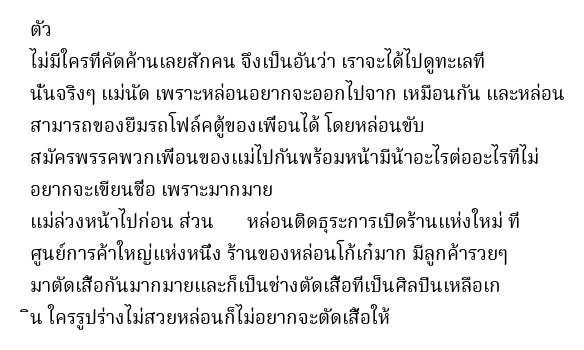 ตัว
ไม่มีใครที่คัดค้านเลยสักคน จึงเป็นอันว่า เราจะได้ไปดูทะเลที่
นั้นจริงๆ แม่นัด เพราะหล่อนอยากจะออกไปจาก เหมือนกัน และหล่อน
สามารถของยืมรถโฟล์คตู้ของเพื่อนได้ โดยหล่อนขับ
สมัครพรรคพวกเพื่อนของแม่ไปกันพร้อมหน้ามีน้าอะไรต่ออะไรที่ไม่
อยากจะเขียนชื่อ เพราะมากมาย
แม่ล่วงหน้าไปก่อน ส่วน หล่อนติดธุระการเปิดร้านแห่งใหม่ ที่
ศูนย์การค้าใหญ่แห่งหนึ่ง ร้านของหล่อนโก้เก๋มาก มีลูกค้ารวยๆ
มาตัดเสื้อกันมากมายและก็เป็นช่างตัดเสื้อที่เป็นศิลปินเหลือเก
ิน ใครรูปร่างไม่สวยหล่อนก็ไม่อยากจะตัดเสื้อให้